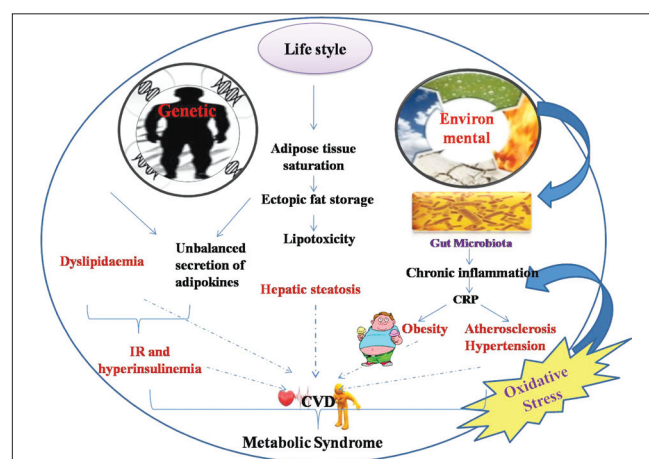 Life style
Genetic
Environ
mental
Adipose tissue
saturation
Ectopic fat storage
Lipotoxicity
Gut Microbiota
Unbalanced
secretion of
adipokines
Dyslipidaemia
Chronic inflammation
Hepatic steatosis
CRP
Obesity
Atherosclerosis
Hypertension
IR and
hyperinsulinemia
Oxidative
Stress
CVD
Metabolic Syndrome